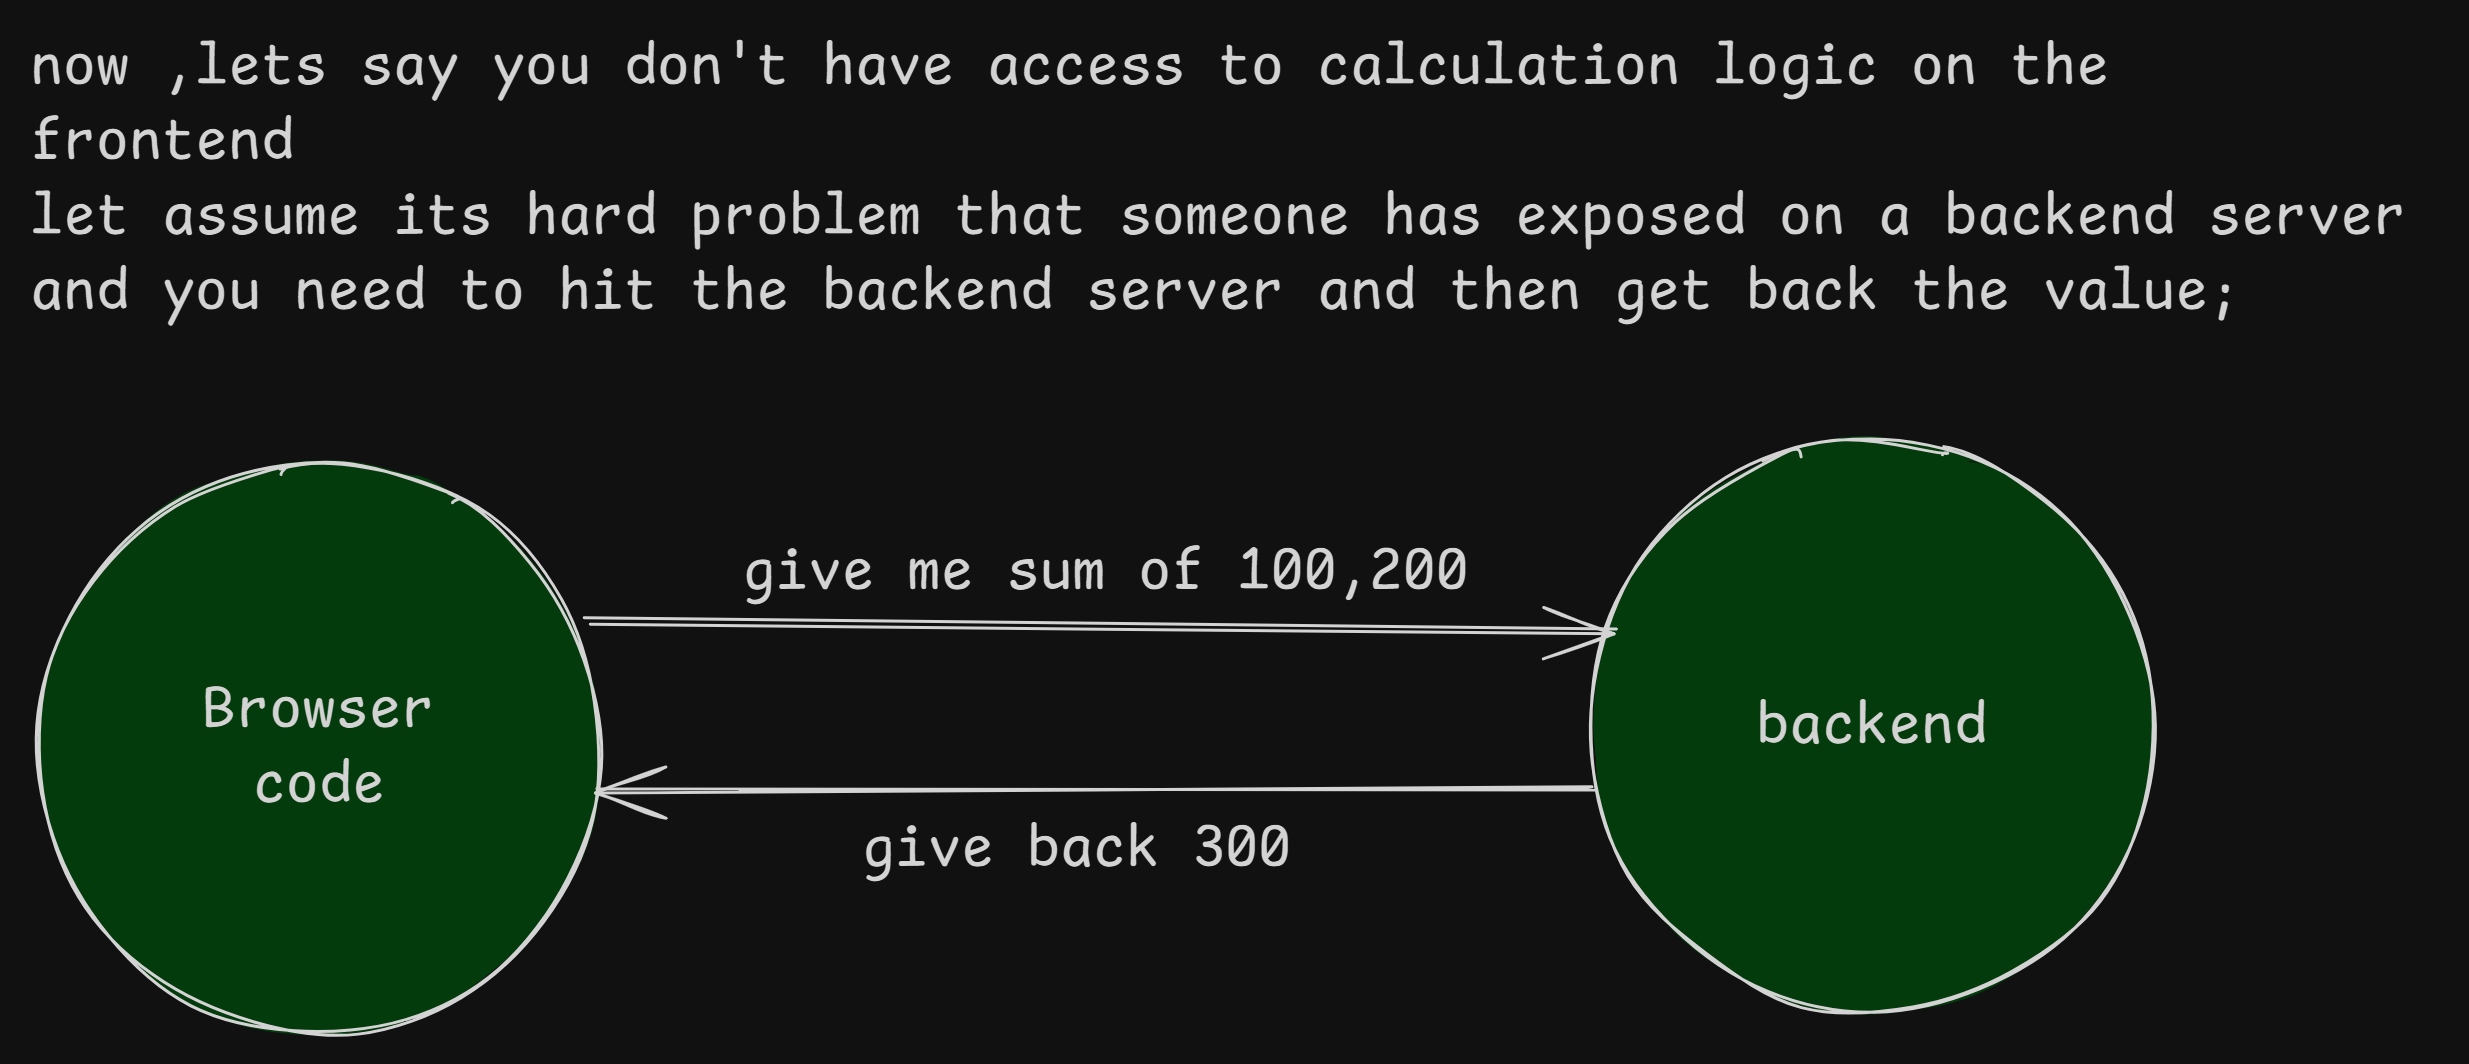 now ,lets say you don't have access to calculation logic on the
frontend
let assume its hard problem that someone has exposed on a backend server
and you need to hit the backend server and then get back the value;
give me sum of 100,200
Browser
code
backend
give back 300